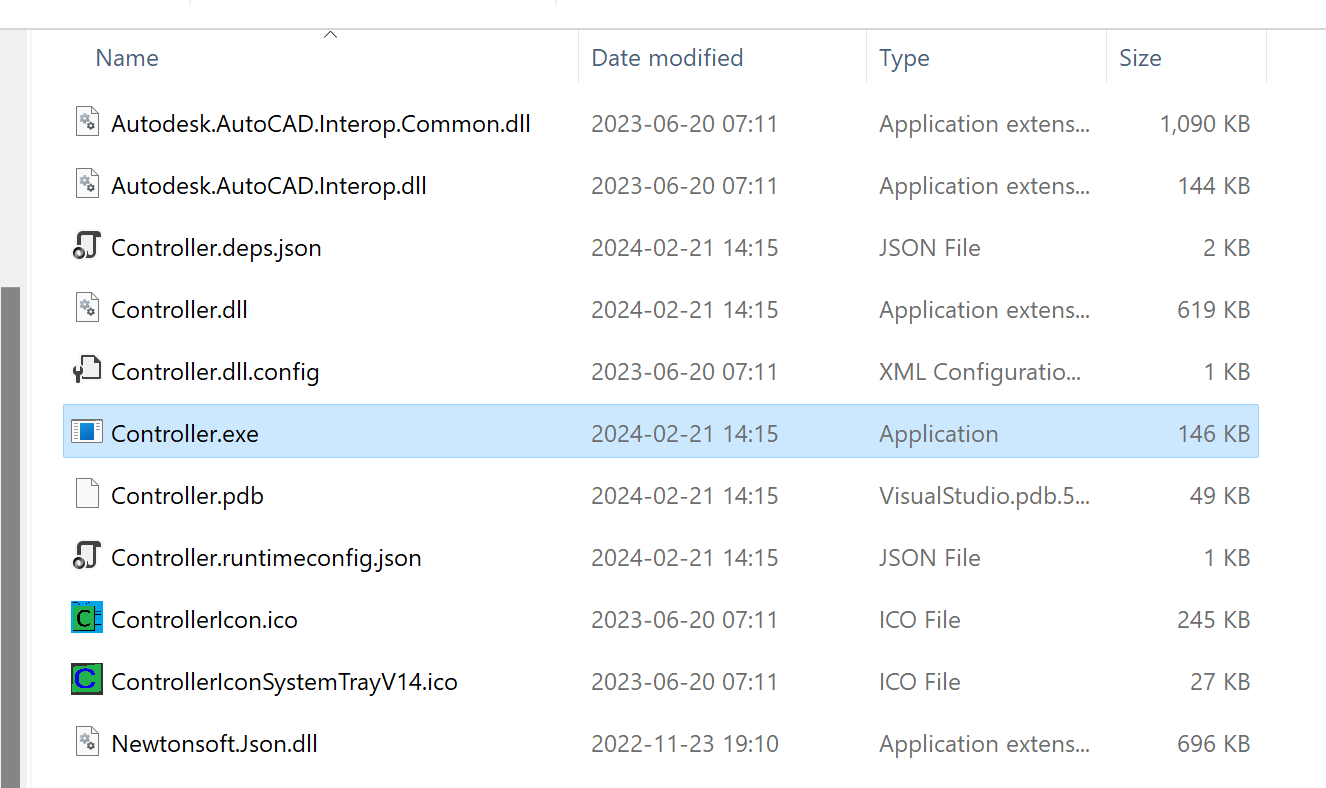 Name Date modified Type Size
Autodesk.AutoCAD.Interop.Common.dll 2023-06-20 07:11 Application extens... 1,090 KB
Autodesk.AutoCAD.Interop.dll 2023-06-20 07:11 Application extens... 144 KB
Controller.deps.json 2024-02-21 14:15 JSON File 2 KB
Controller.dll 2024-02-21 14:15 Application extens... 619 KB
Controller.dll.config 2023-06-20 07:11 XML Configuratio... 1 KB
Controller.exe 2024-02-21 14:15 Application 146 KB
Controller.pdb 2024-02-21 14:15 VisualStudio.pdb.5... 49 KB
Controller.runtimeconfig.json 2024-02-21 14:15 JSON File 1 KB
C ControllerIcon.ico 2023-06-20 07:11 ICO File 245 KB
C ControllerIconSystemTrayV14.ico 2023-06-20 07:11 ICO File 27 KB
Newtonsoft.Json.dll 2022-11-23 19:10 Application extens... 696 KB